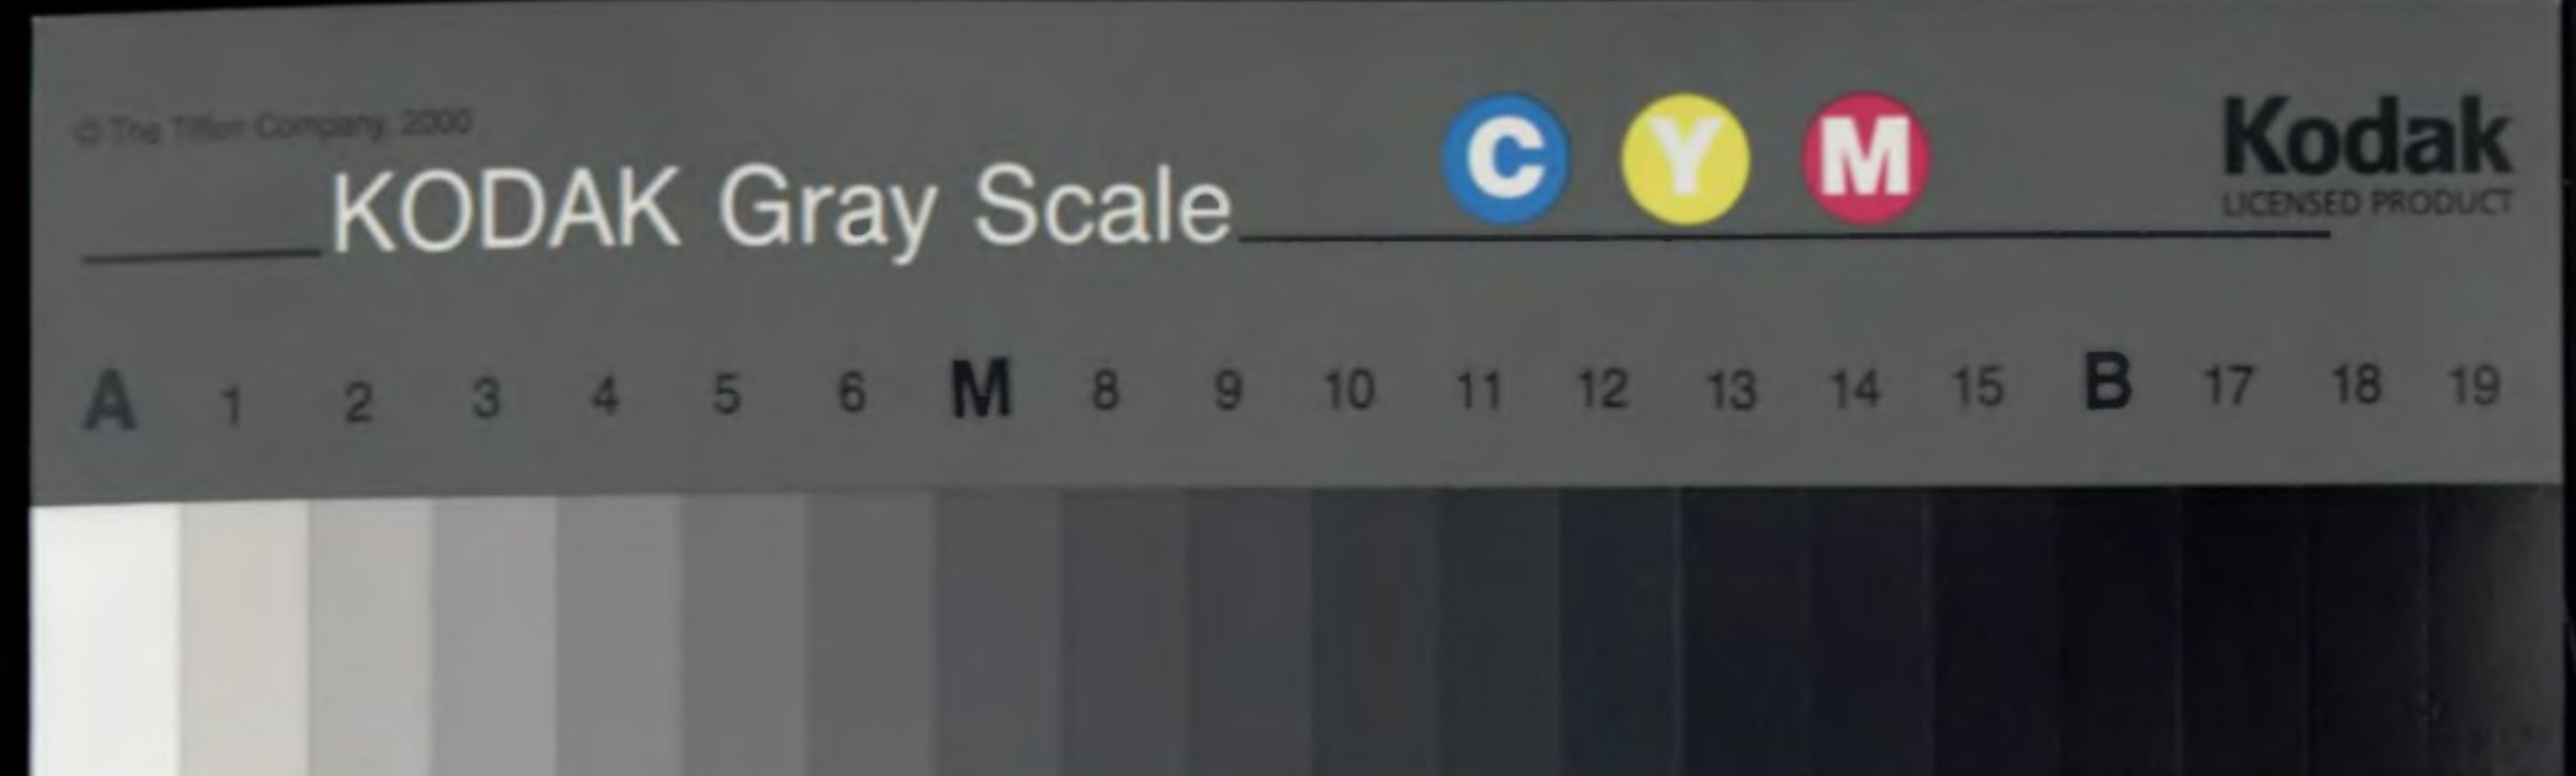 © The Tiffen Company, 2000
KODAK Gray Scale
C Y M
Kodak
LICENSED PRODUCT
A 1 2 3 4 5 6 M 8 9 10 11 12 13 14 15 B 17 18 19